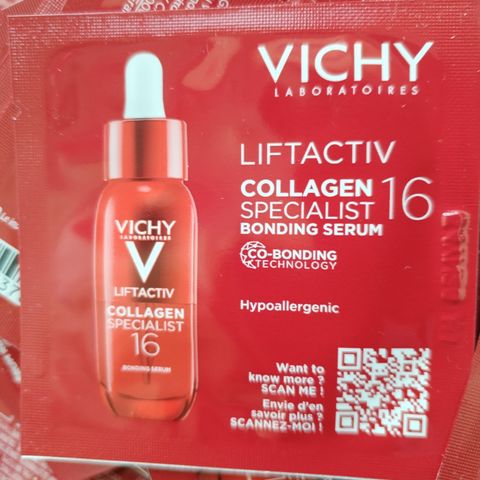 VICHY
LABORATOIRES
LIFTACTIV
COLLAGEN
SPECIALIST 16
BONDING SERUM
CO-BONDING
TECHNOLOGY
Hypoallergenic
Want to
know more ?
SCAN ME !
Envie d'en
savoir plus ?
SCANNEZ-MOI !
VICHY
LABORATOIRES
LIFTACTIV
COLLAGEN
SPECIALIST
16
BONDING SERUM